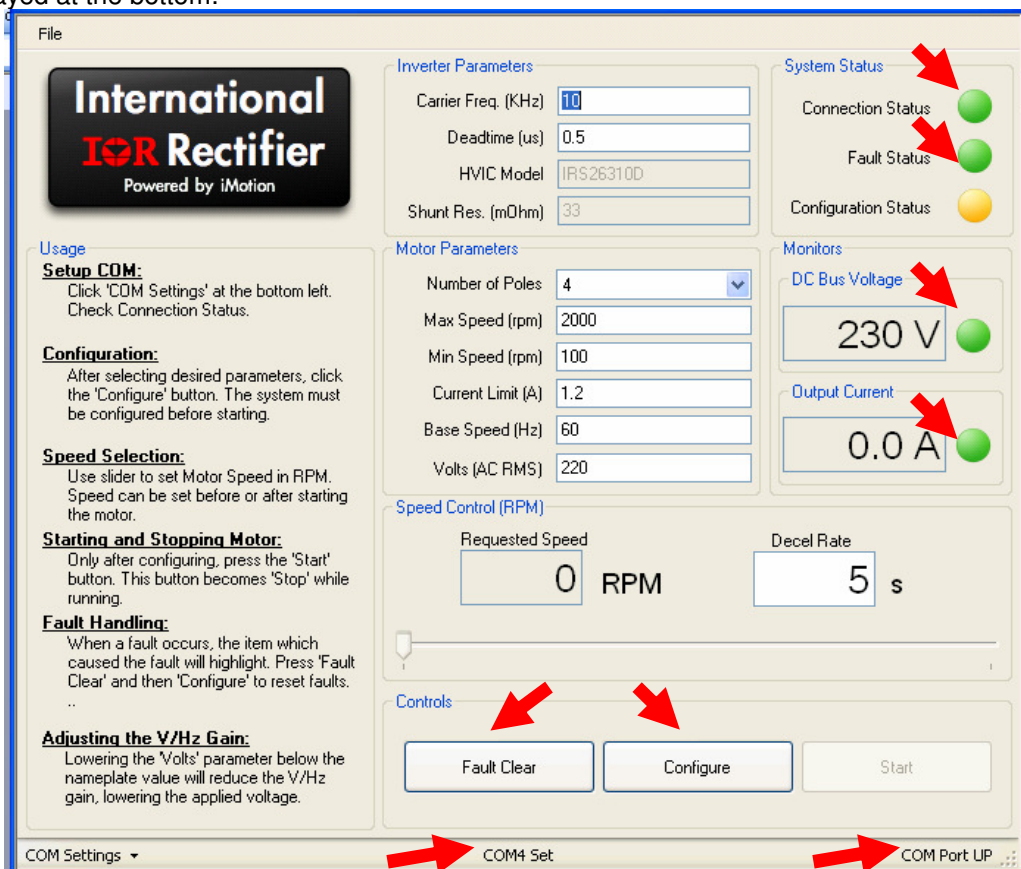 ayed at the bottom.
File
International
IOR Rectifier
Powered by iMotion
Usage
Setup COM:
Click 'COM Settings' at the bottom left.
Check Connection Status.
Configuration:
After selecting desired parameters, click
the 'Configure' button. The system must
be configured before starting.
Speed Selection:
Use slider to set Motor Speed in RPM.
Speed can be set before or after starting
the motor.
Starting and Stopping Motor:
Only after configuring, press the 'Start'
button. This button becomes 'Stop' while
running.
Fault Handling:
When a fault occurs, the item which
caused the fault will highlight. Press 'Fault
Clear' and then 'Configure' to reset faults.
..
Adjusting the V/Hz Gain:
Lowering the 'Volts' parameter below the
nameplate value will reduce the V/Hz
gain, lowering the applied voltage.
Inverter Parameters
Carrier Freq. (KHz) 10
Deadtime (us) 0.5
HVIC Model IRS26310D
Shunt Res. (mOhm) 33
System Status
Connection Status
Fault Status
Configuration Status
Motor Parameters
Number of Poles 4
Max Speed (rpm) 2000
Min Speed (rpm) 100
Current Limit (A) 1.2
Base Speed (Hz) 60
Volts (AC RMS) 220
Monitors
DC Bus Voltage
230 V
Output Current
0.0 A
Speed Control (RPM)
Requested Speed
0 RPM
Decel Rate
5 s
Controls
Fault Clear
Configure
Start
COM Settings
COM4 Set
COM Port UP